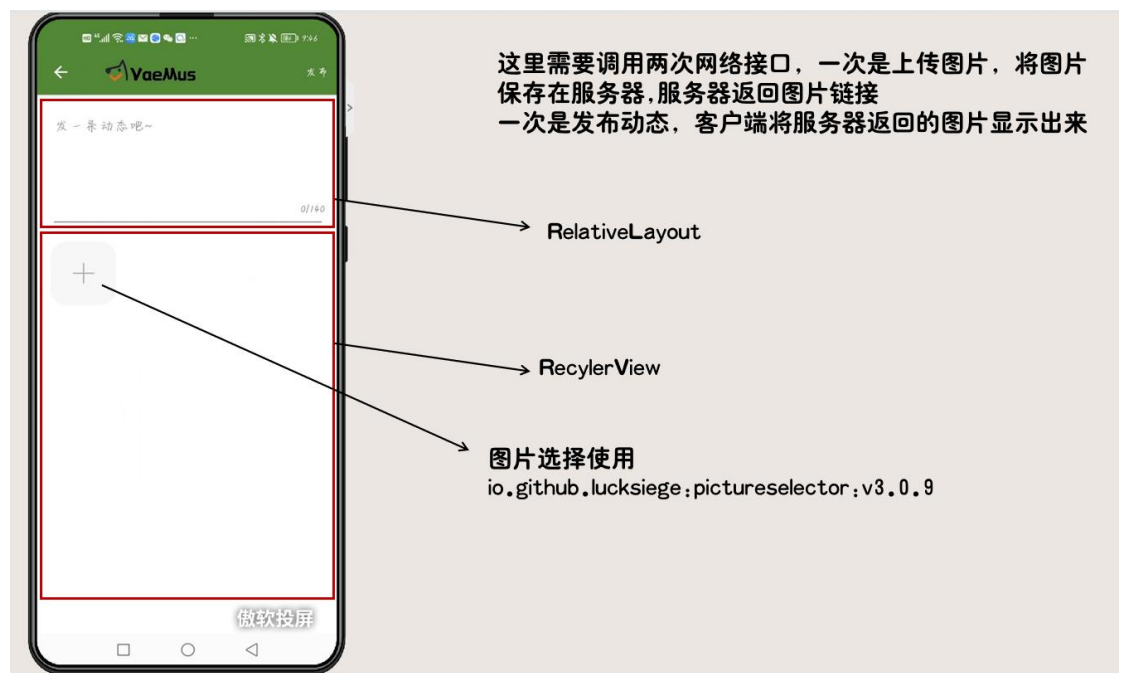 9:46
VaeMus
发布
发一条动态吧~
0/140
傲软投屏
这里需要调用两次网络接口，一次是上传图片，将图片
保存在服务器,服务器返回图片链接
一次是发布动态，客户端将服务器返回的图片显示出来
RelativeLayout
RecylerView
图片选择使用
io.github.lucksiege:pictureselector:v3.0.9